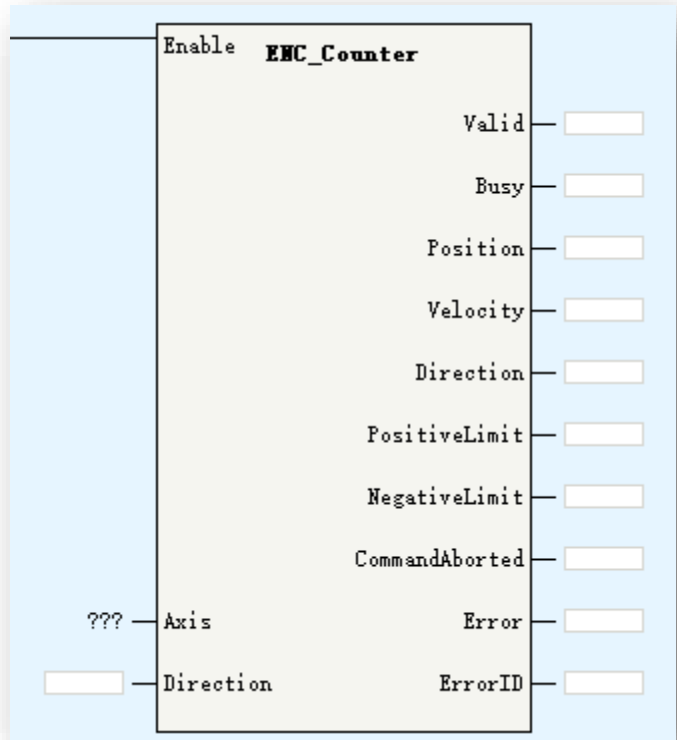 Enable
ENC_Counter
Valid
Busy
Position
Velocity
Direction
PositiveLimit
NegativeLimit
CommandAborted
??? Axis Error
Direction ErrorID